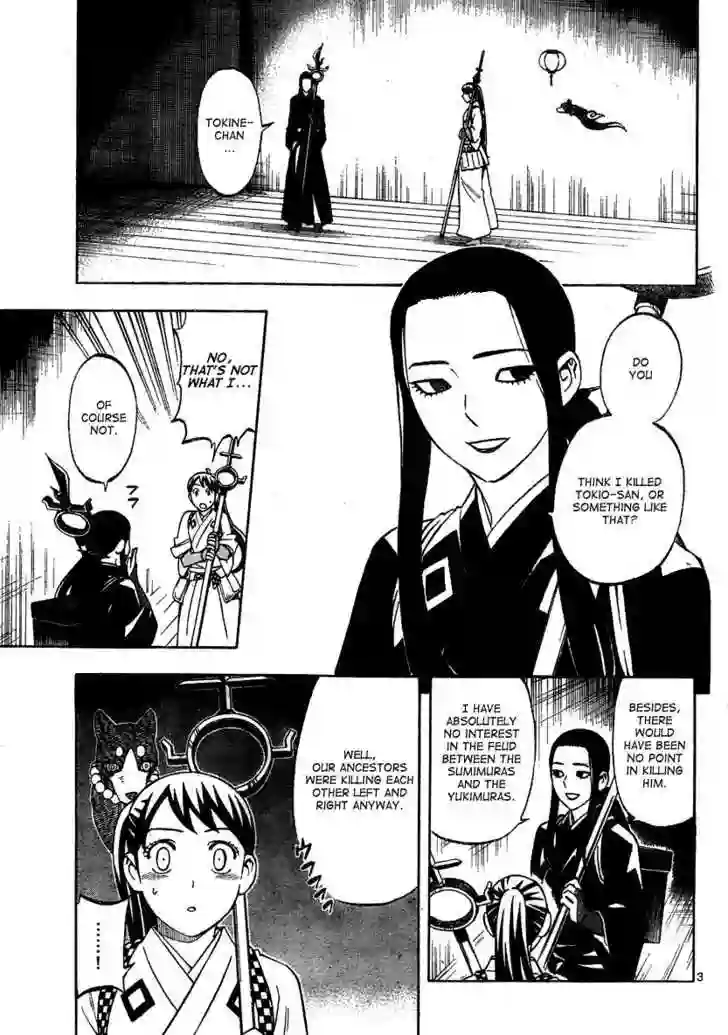 TOKINE-
CHAN
...
DO
YOU
THINK I KILLED
TOKIO-SAN, OR
SOMETHING LIKE
THAT?
NO,
THAT'S NOT
WHAT I...
OF
COURSE
NOT.
BESIDES,
THERE
WOULD
HAVE BEEN
NO POINT
IN KILLING
HIM.
I HAVE
ABSOLUTELY
NO INTEREST
IN THE FEUD
BETWEEN THE
SUMIMURAS
AND THE
YUKIMURAS.
WELL,
OUR ANCESTORS
WERE KILLING EACH
OTHER LEFT AND
RIGHT ANYWAY.
......!
3